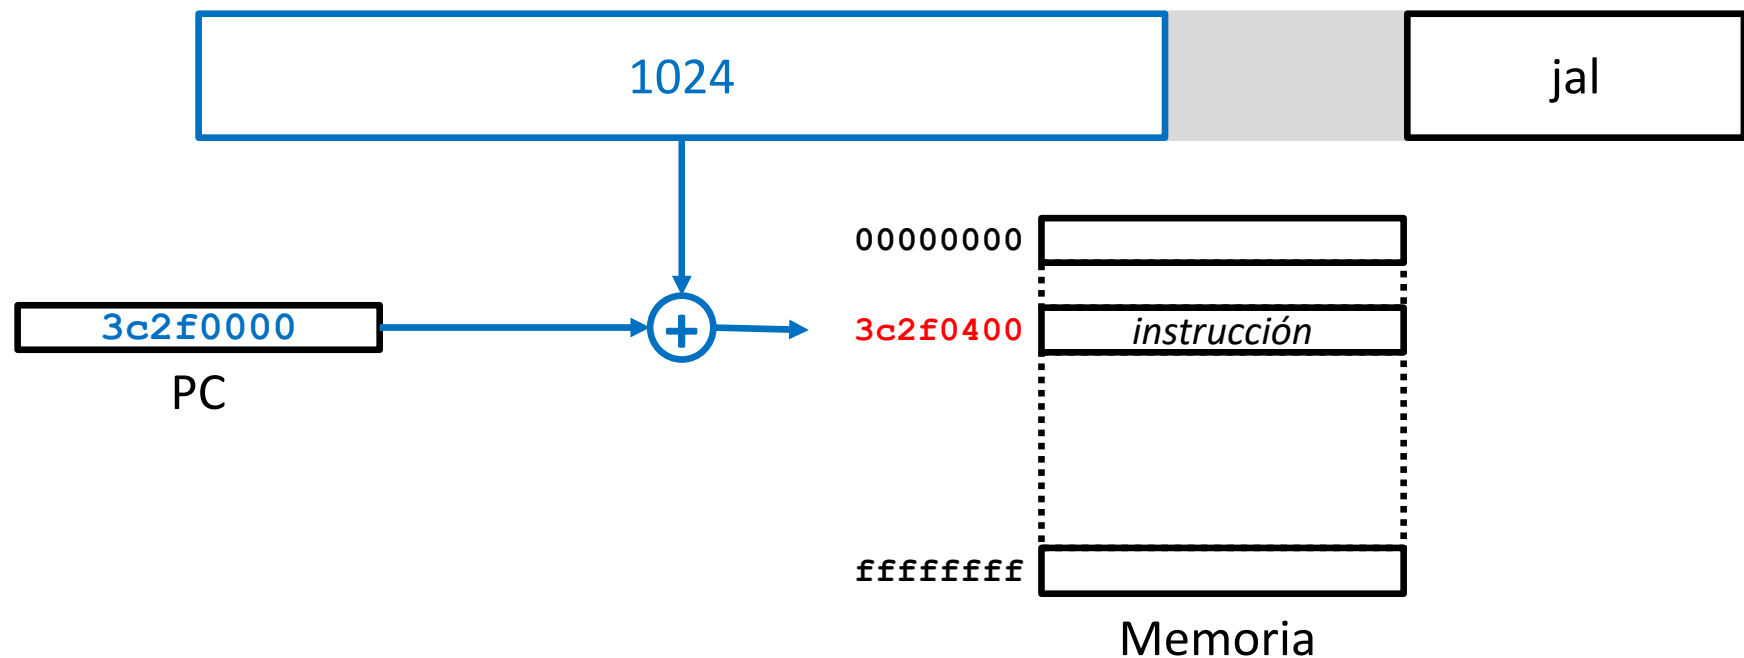 1024
jal
00000000
3c2f0000
+
3c2f0400
instrucción
PC
ffffffff
Memoria